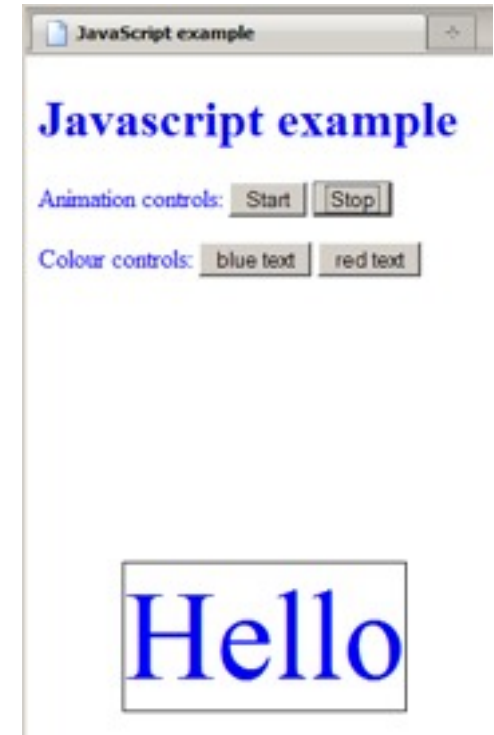 JavaScript example
Javascript example
Animation controls: Start Stop
Colour controls: blue text red text
Hello